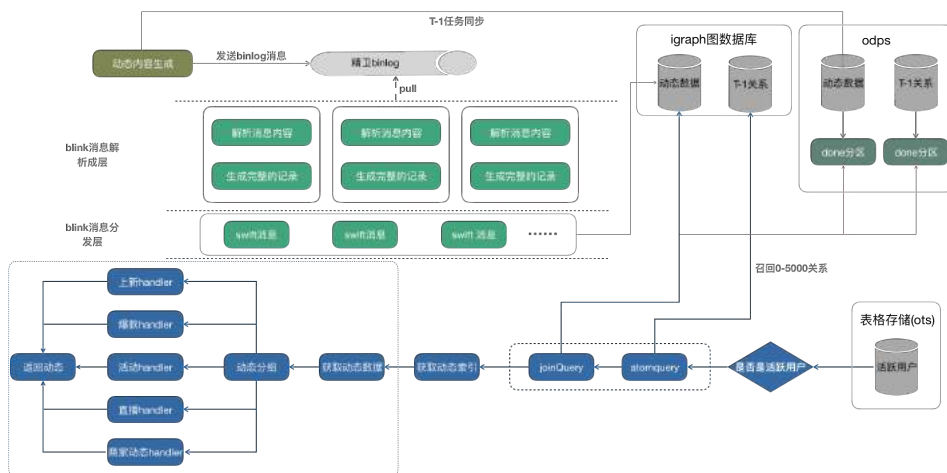 T-1任务同步
动态内容生成
发送binlog消息
精卫binlog
pull
igraph图数据库
动态数据
T-1关系
odps
动态数据
T-1关系
done分区
done分区
blink消息解
析成层
解析消息内容
解析消息内容
解析消息内容
生成完整的记录
生成完整的记录
生成完整的记录
blink消息分
发层
swift消息
swift消息
swift 消息
......
召回0-5000关系
上新handler
爆款handler
活动handler
直播handler
商家动态handler
返回动态
动态分组
获取动态数据
获取动态索引
joinQuery
atomquery
是否是活跃用户
表格存储(ots)
活跃用户